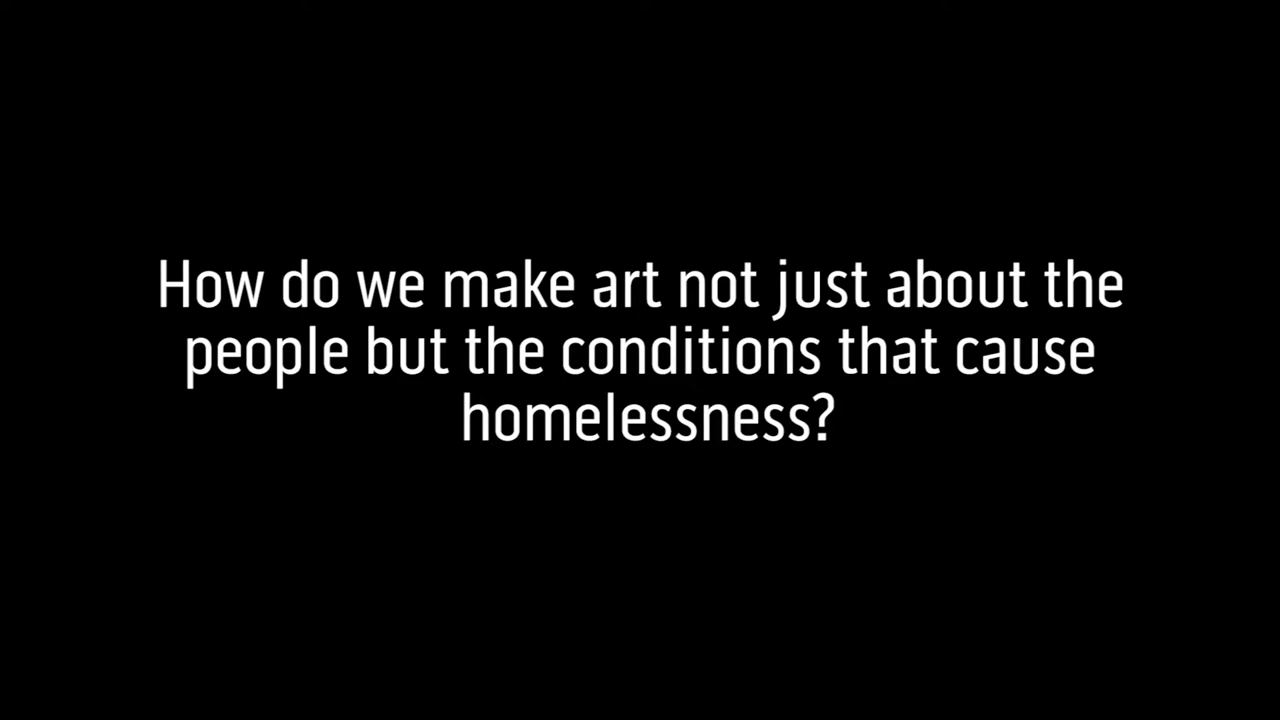 How do we make art not just about the
people but the conditions that cause
homelessness?